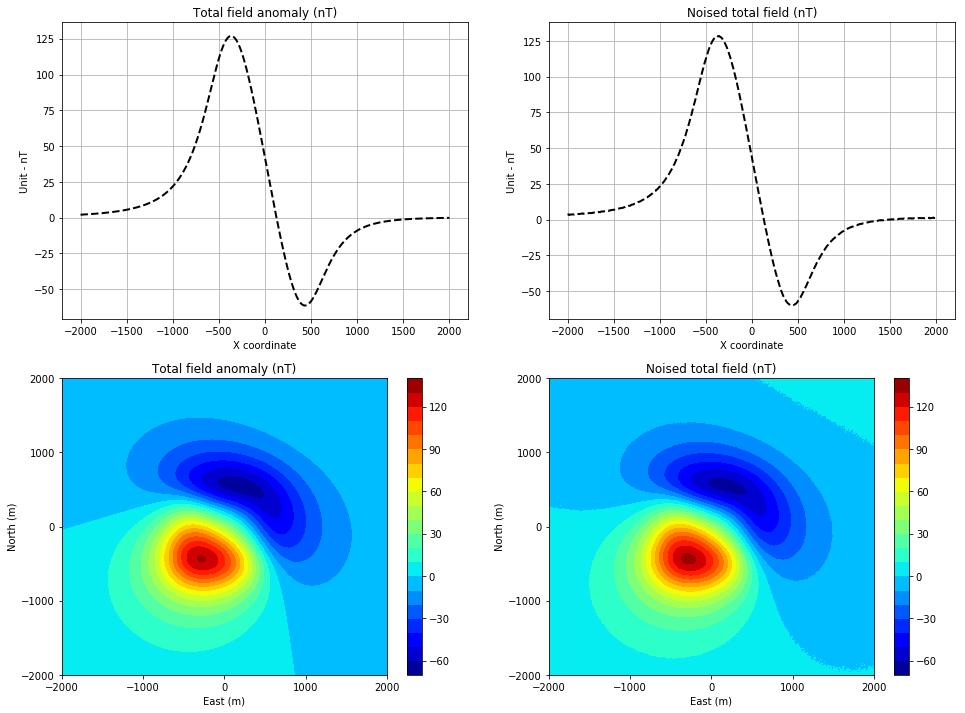 Total field anomaly (nT)
Unit - nT
125
100
75
50
25
0
−25
−50
−2000 −1500 −1000 −500 0 500 1000 1500 2000
X coordinate
Noised total field (nT)
Unit - nT
125
100
75
50
25
0
−25
−50
−2000 −1500 −1000 −500 0 500 1000 1500 2000
X coordinate
Total field anomaly (nT)
North (m)
2000
1000
0
−1000
−2000
−2000 −1000 0 1000 2000
East (m)
120
90
60
30
0
−30
−60
Noised total field (nT)
North (m)
2000
1000
0
−1000
−2000
−2000 −1000 0 1000 2000
East (m)
120
90
60
30
0
−30
−60